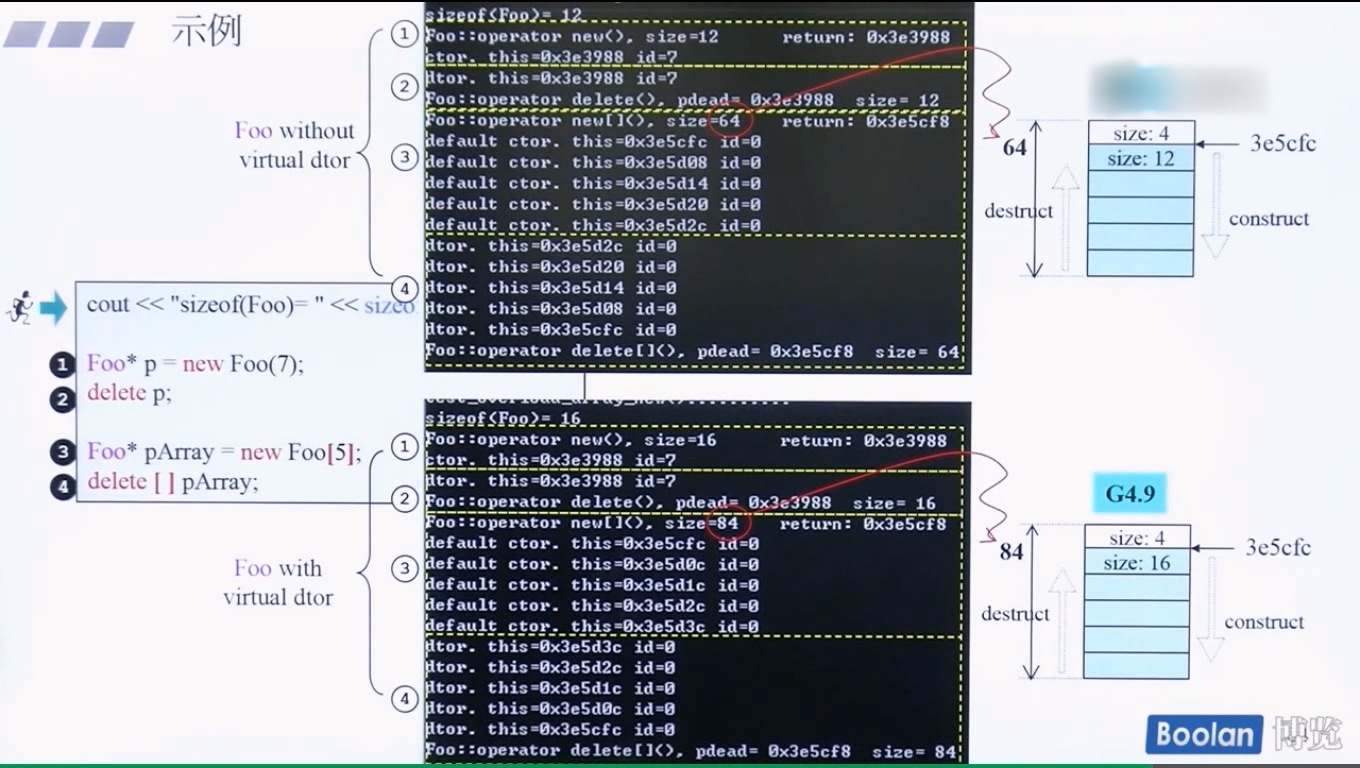 示例
sizeof(Foo)= 12
① Foo::operator new(), size=12 return: 0x3e3988
ctor. this=0x3e3988 id=7
② dtor. this=0x3e3988 id=7
Foo::operator delete(), pdead= 0x3e3988 size= 12
Foo::operator new[](), size=64 return: 0x3e5cf8
③ default ctor. this=0x3e5cfc id=0
default ctor. this=0x3e5d08 id=0
default ctor. this=0x3e5d14 id=0
default ctor. this=0x3e5d20 id=0
default ctor. this=0x3e5d2c id=0
④ dtor. this=0x3e5d2c id=0
dtor. this=0x3e5d20 id=0
dtor. this=0x3e5d14 id=0
dtor. this=0x3e5d08 id=0
dtor. this=0x3e5cfc id=0
Foo::operator delete[](), pdead= 0x3e5cf8 size= 64
Foo without
virtual dtor
64
size: 4
3e5cfc
size: 12
destruct
construct
cout << "sizeof(Foo)= " << sizeo
❶ Foo* p = new Foo(7);
❷ delete p;
❸ Foo* pArray = new Foo[5];
❹ delete [ ] pArray;
sizeof(Foo)= 16
① Foo::operator new(), size=16 return: 0x3e3988
ctor. this=0x3e3988 id=7
② dtor. this=0x3e3988 id=7
Foo::operator delete(), pdead= 0x3e3988 size= 16
Foo::operator new[](), size=84 return: 0x3e5cf8
③ default ctor. this=0x3e5cfc id=0
default ctor. this=0x3e5d0c id=0
default ctor. this=0x3e5d1c id=0
default ctor. this=0x3e5d2c id=0
default ctor. this=0x3e5d3c id=0
④ dtor. this=0x3e5d3c id=0
dtor. this=0x3e5d2c id=0
dtor. this=0x3e5d1c id=0
dtor. this=0x3e5d0c id=0
dtor. this=0x3e5cfc id=0
Foo::operator delete[](), pdead= 0x3e5cf8 size= 84
Foo with
virtual dtor
G4.9
84
size: 4
3e5cfc
size: 16
destruct
construct
Boolan 博览